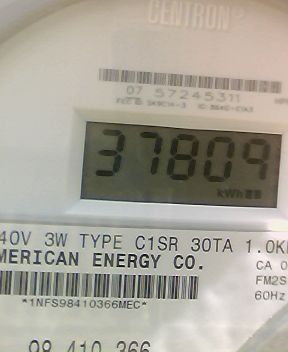 CENTRON
07 57245311
37809
kWh
40V 3W TYPE C1SR 30TA 1.0K
MERICAN ENERGY CO.
CA 0
FM2S
60Hz
*1NFS98410366MEC*
98 410 366